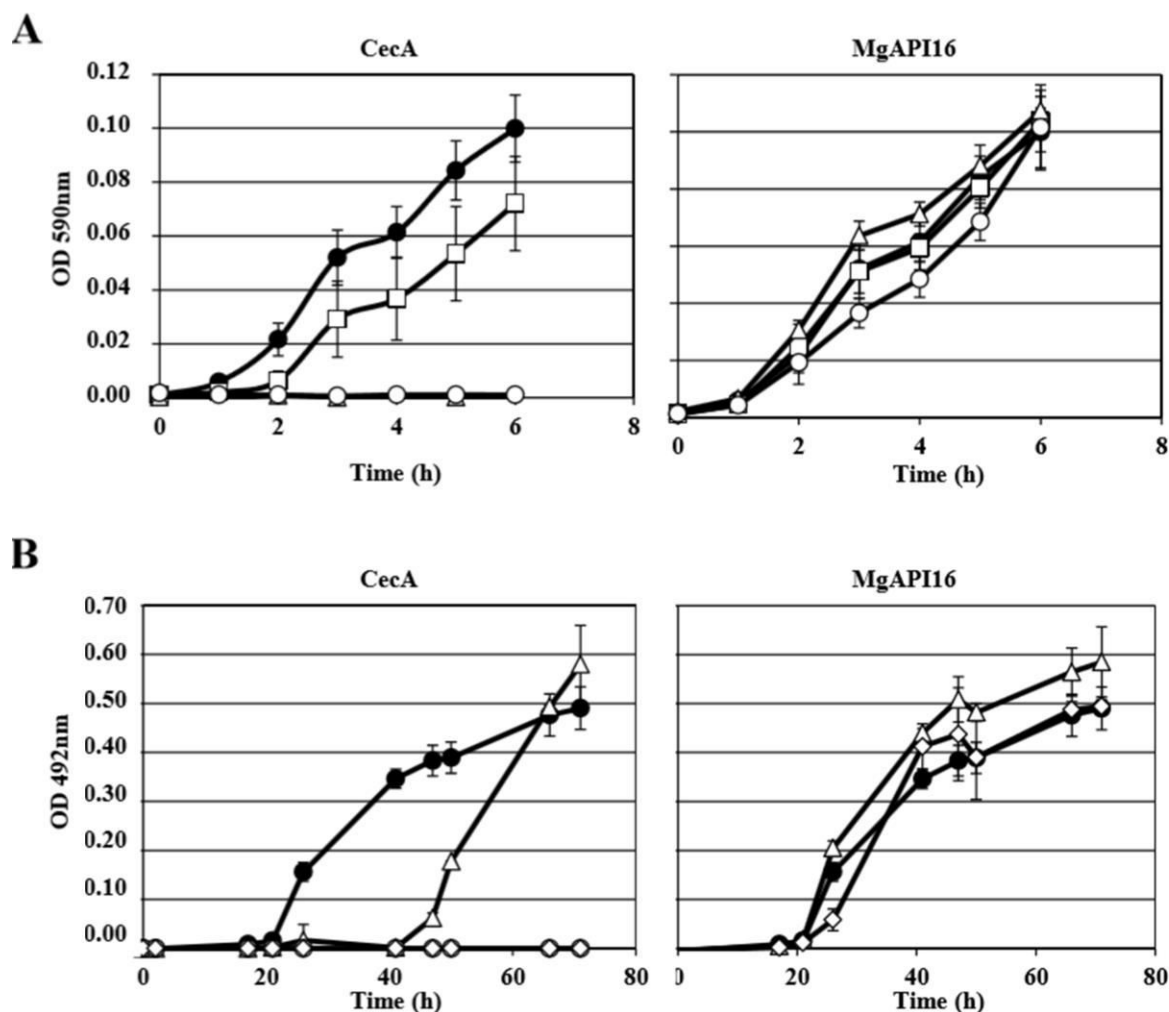 A
CecA
MgAPI16
0.12
0.10
0.08
0.06
0.04
0.02
0.00
OD 590nm
0 2 4 6 8
0 2 4 6 8
Time (h)
Time (h)
B
CecA
MgAPI16
0.70
0.60
0.50
0.40
0.30
0.20
0.10
0.00
OD 492nm
0 20 40 60 80
20 40 60 80
Time (h)
Time (h)